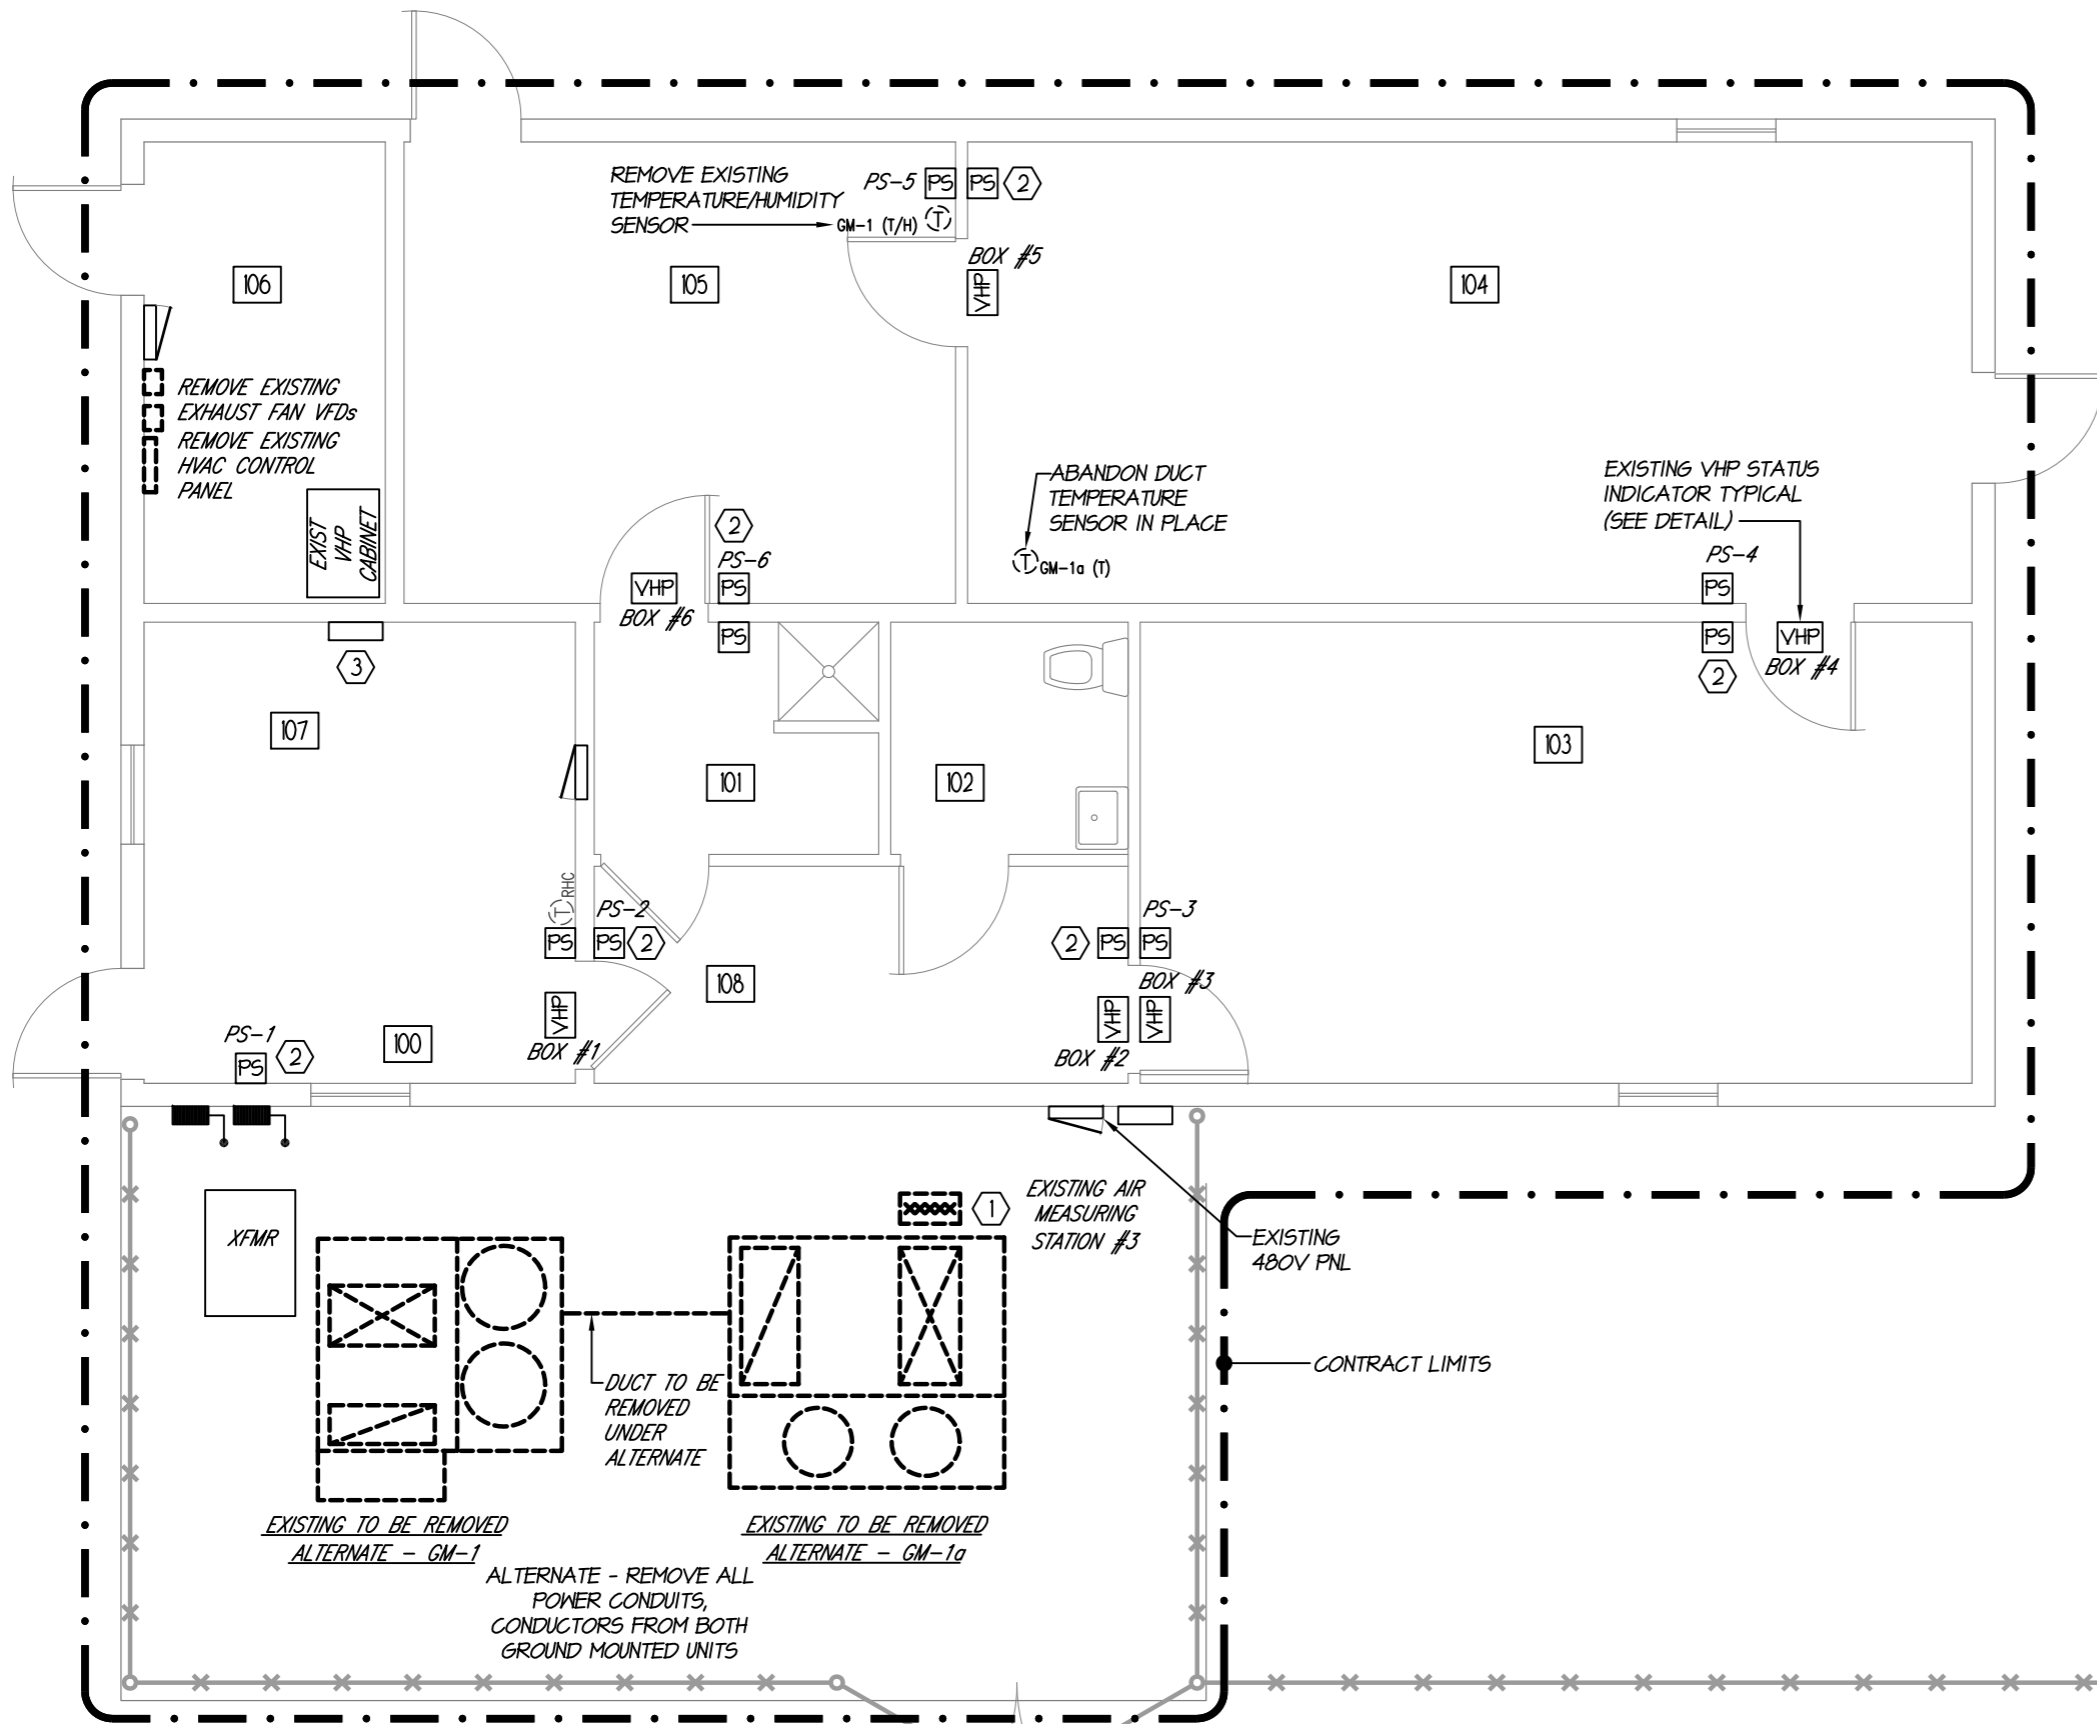 REMOVE EXISTING
TEMPERATURE/HUMIDITY
SENSOR
GM-1 (T/H)
T
PS-5
PS
PS
2
BOX #5
VHP
106
105
104
REMOVE EXISTING
EXHAUST FAN VFDs
REMOVE EXISTING
HVAC CONTROL
PANEL
EXIST
VHP
CABINET
ABANDON DUCT
TEMPERATURE
SENSOR IN PLACE
T
GM-1a (T)
EXISTING VHP STATUS
INDICATOR TYPICAL
(SEE DETAIL)
2
PS-6
PS
VHP
BOX #6
PS
PS-4
PS
PS
2
VHP
BOX #4
3
107
101
102
103
T
RHC
PS-2
PS
PS
2
PS-3
2
PS
PS
108
BOX #3
VHP
VHP
BOX #2
VHP
BOX #1
100
PS-1
PS
2
XFMR
1
EXISTING AIR
MEASURING
STATION #3
EXISTING
480V PNL
CONTRACT LIMITS
DUCT TO BE
REMOVED
UNDER
ALTERNATE
EXISTING TO BE REMOVED
ALTERNATE - GM-1
EXISTING TO BE REMOVED
ALTERNATE - GM-1a
ALTERNATE - REMOVE ALL
POWER CONDUITS,
CONDUCTORS FROM BOTH
GROUND MOUNTED UNITS